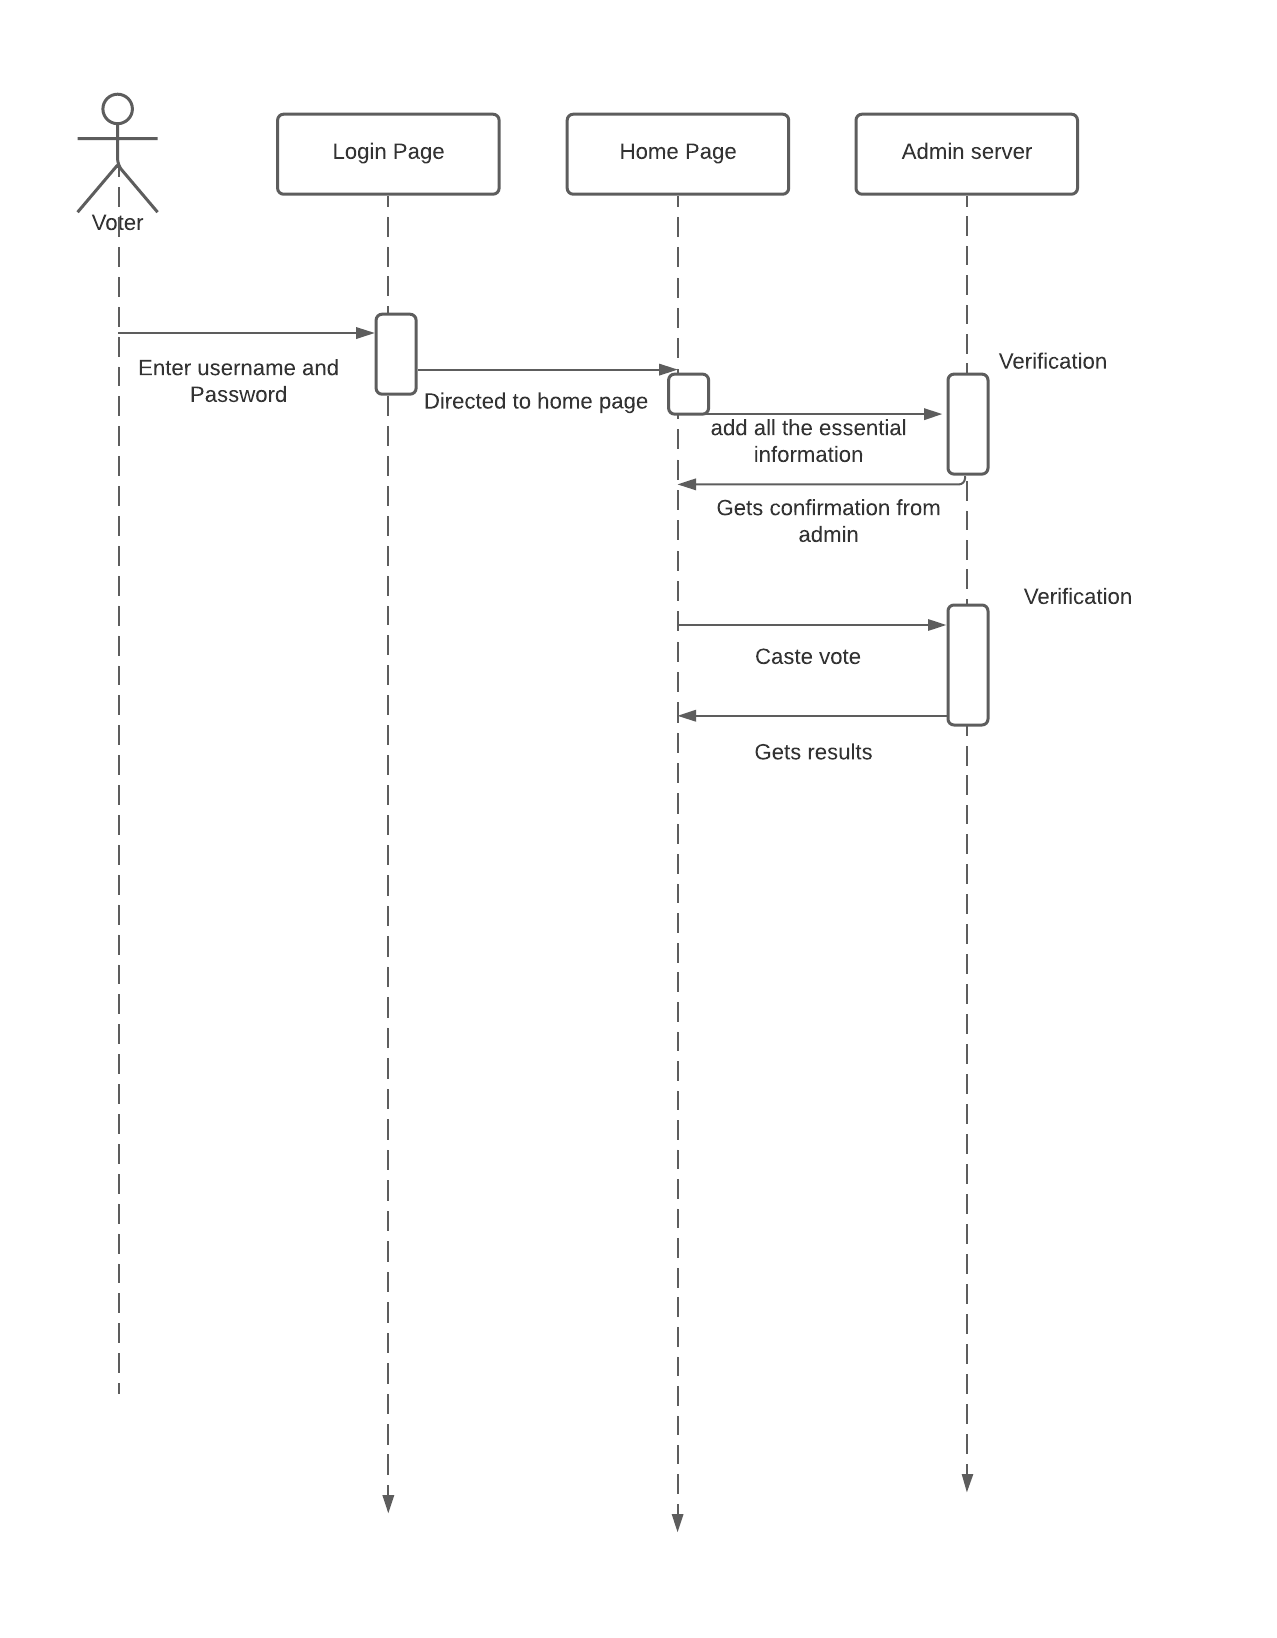 Login Page
Home Page
Admin server
Voter
Enter username and
Password
Directed to home page
Verification
add all the essential
information
Gets confirmation from
admin
Verification
Caste vote
Gets results